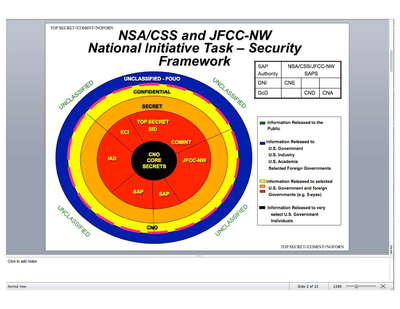 TOP SECRET//COMINT//NOFORN
NSA/CSS and JFCC-NW
National Initiative Task – Security
Framework
UNCLASSIFIED
UNCLASSIFIED - FOUO
UNCLASSIFIED
CONFIDENTIAL
SECRET
TOP SECRET
SID
ECI
COMINT
IAD
CNO
CORE
SECRETS
JFCC-NW
SAP
SAP
CNO
UNCLASSIFIED
UNCLASSIFIED
SAP
Authority
NSA/CSS/JFCC-NW
SAPS
DNI
CNE
DoD
CND
CNA
Information Released to the
Public
Information Released to
U.S. Government
U.S. Industry
U.S. Academia
Selected Foreign Governments
Information Released to selected
U.S. Government and foreign
Governments (e.g. 5-eyes)
Information Released to very
select U.S. Government
Individuals
TOP SECRET//COMINT//NOFORN
Click to add notes
Normal View
Slide 2 of 10